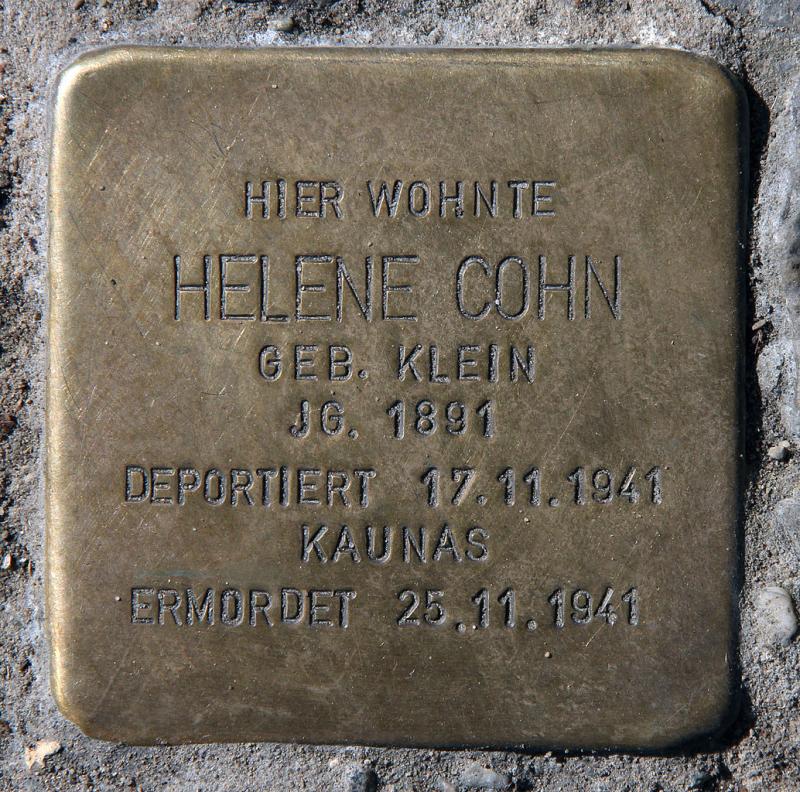 HIER WOHNTE
HELENE COHN
GEB. KLEIN
JG. 1891
DEPORTIERT 17.11.1941
KAUNAS
ERMORDET 25.11.1941